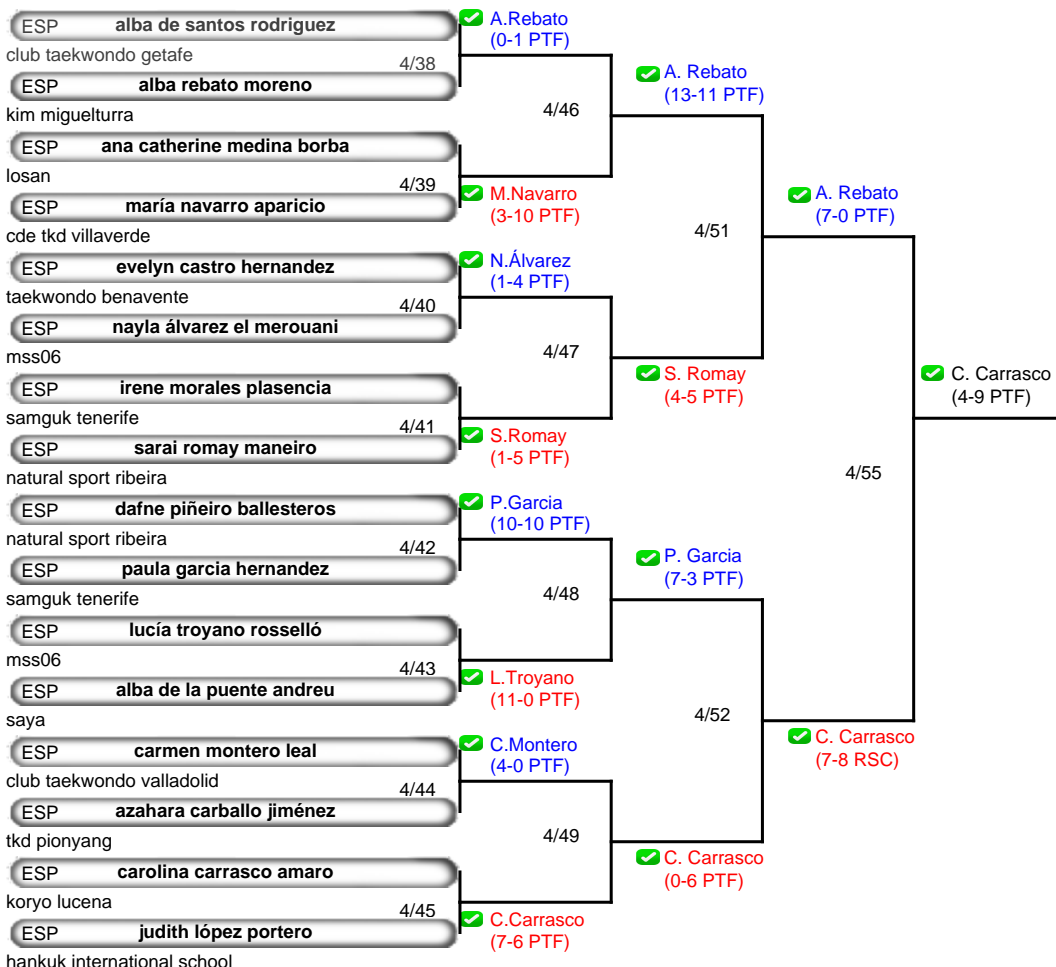 ESP alba de santos rodriguez
club taekwondo getafe
4/38
ESP alba rebato moreno
kim miguelturra
ESP ana catherine medina borba
losan
4/39
ESP maría navarro aparicio
cde tkd villaverde
ESP evelyn castro hernandez
taekwondo benavente
4/40
ESP nayla álvarez el merouani
mss06
ESP irene morales plasencia
samguk tenerife
4/41
ESP sarai romay maneiro
natural sport ribeira
ESP dafne piñeiro ballesteros
natural sport ribeira
4/42
ESP paula garcia hernandez
samguk tenerife
ESP lucía troyano rosselló
mss06
4/43
ESP alba de la puente andreu
saya
ESP carmen montero leal
club taekwondo valladolid
4/44
ESP azahara carballo jiménez
tkd pionyang
ESP carolina carrasco amaro
koryo lucena
4/45
ESP judith lópez portero
hankuk international school
A.Rebato
(0-1 PTF)
4/46
M.Navarro
(3-10 PTF)
N.Álvarez
(1-4 PTF)
4/47
S.Romay
(1-5 PTF)
P.Garcia
(10-10 PTF)
4/48
L.Troyano
(11-0 PTF)
C.Montero
(4-0 PTF)
4/49
C.Carrasco
(7-6 PTF)
A. Rebato
(13-11 PTF)
4/51
S. Romay
(4-5 PTF)
P. Garcia
(7-3 PTF)
4/52
C. Carrasco
(0-6 PTF)
A. Rebato
(7-0 PTF)
4/55
C. Carrasco
(7-8 RSC)
C. Carrasco
(4-9 PTF)